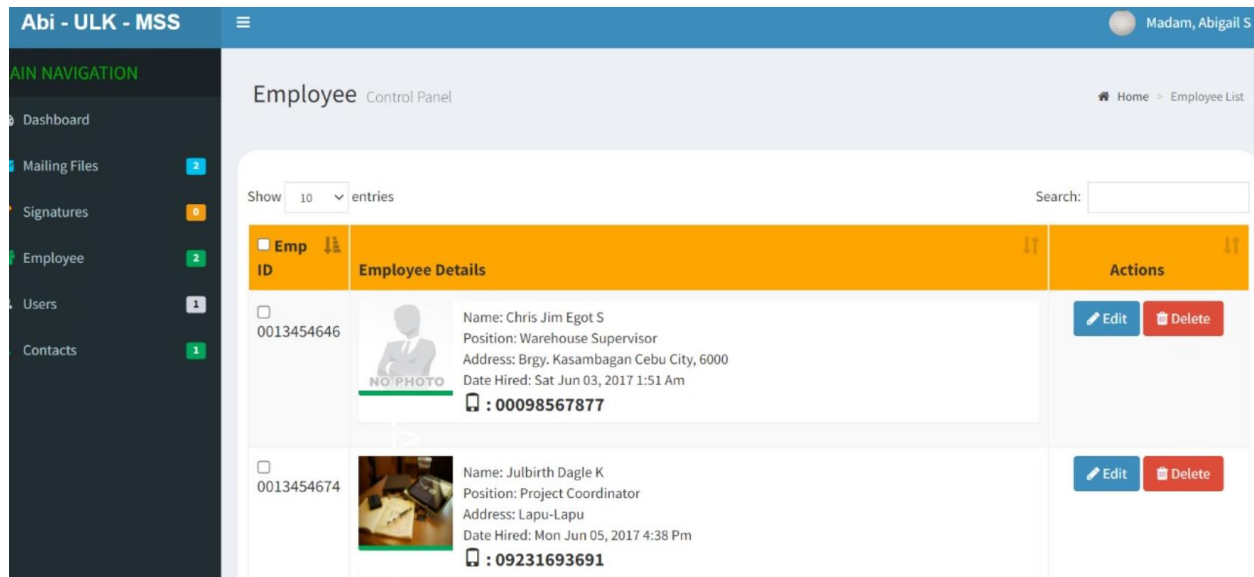 Abi - ULK - MSS
Madam, Abigail S
AIN NAVIGATION
Dashboard
Mailing Files 2
Signatures 0
Employee 2
Users 1
Contacts 1
Employee Control Panel
Home > Employee List
Show 10 entries
Search:
Emp ID
Employee Details
Actions
0013454646
NO PHOTO
Name: Chris Jim Egot S
Position: Warehouse Supervisor
Address: Brgy. Kasambagan Cebu City, 6000
Date Hired: Sat Jun 03, 2017 1:51 Am
: 00098567877
Edit Delete
0013454674
Name: Julbirth Dagle K
Position: Project Coordinator
Address: Lapu-Lapu
Date Hired: Mon Jun 05, 2017 4:38 Pm
: 09231693691
Edit Delete